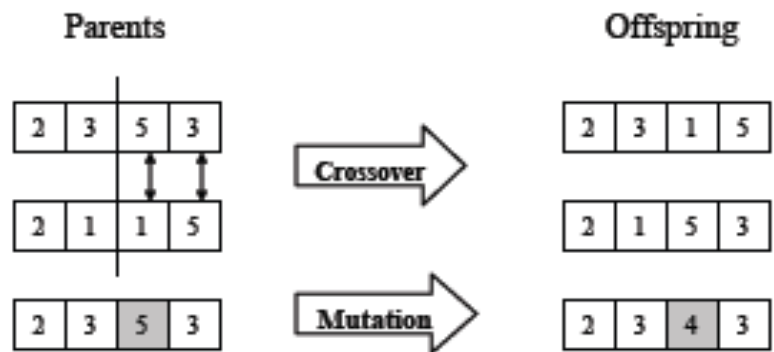 Parents Offspring
2 3 5 3 2 3 1 5
Crossover
2 1 1 5 2 1 5 3
2 3 5 3 Mutation 2 3 4 3